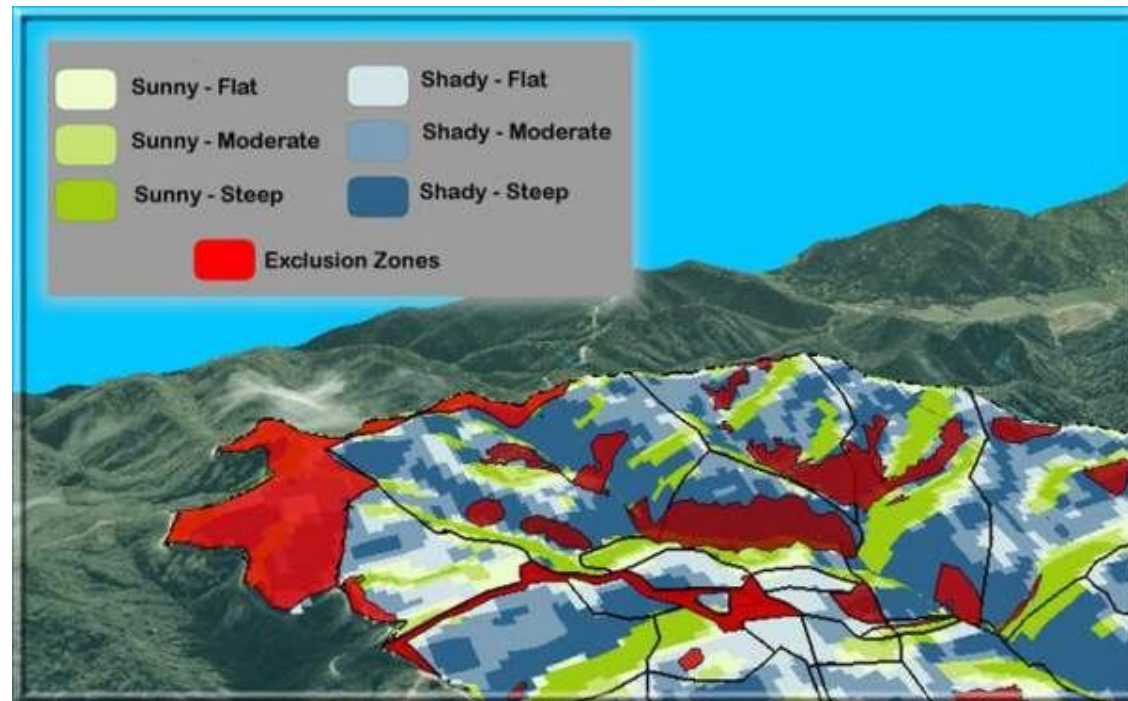 Sunny - Flat
Shady - Flat
Sunny - Moderate
Shady - Moderate
Sunny - Steep
Shady - Steep
Exclusion Zones